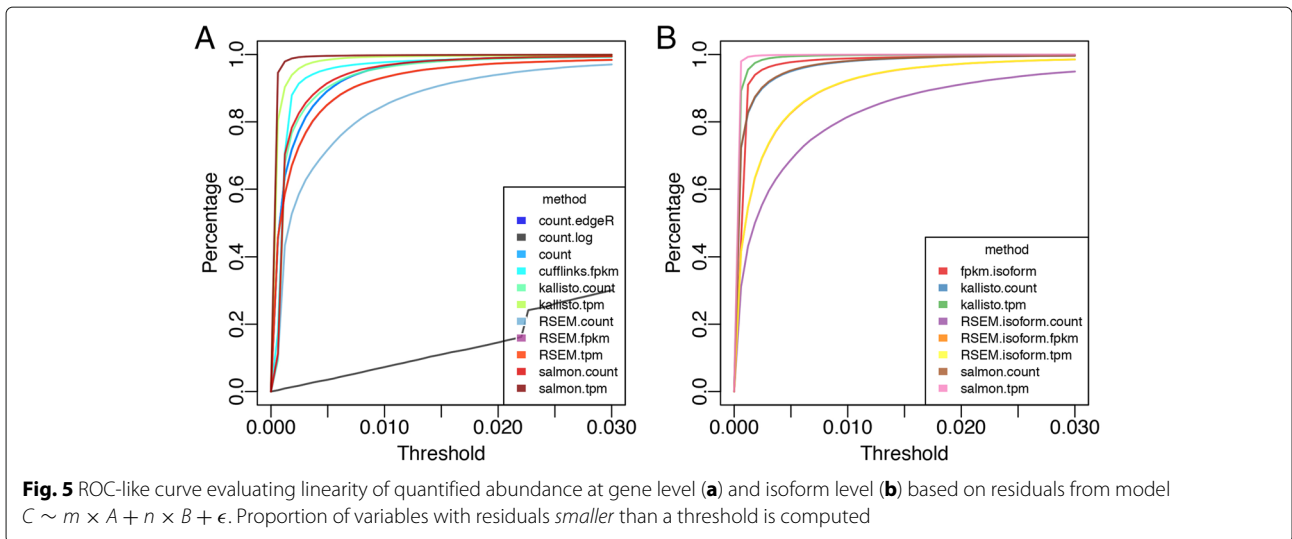 A
Percentage
0.0 0.2 0.4 0.6 0.8 1.0
method
count.edgeR
count.log
count
cufflinks.fpkm
kallisto.count
kallisto.tpm
RSEM.count
RSEM.fpkm
RSEM.tpm
salmon.count
salmon.tpm
0.000 0.010 0.020 0.030
Threshold
B
Percentage
0.0 0.2 0.4 0.6 0.8 1.0
method
fpkm.isoform
kallisto.count
kallisto.tpm
RSEM.isoform.count
RSEM.isoform.fpkm
RSEM.isoform.tpm
salmon.count
salmon.tpm
0.000 0.010 0.020 0.030
Threshold
Fig. 5 ROC-like curve evaluating linearity of quantified abundance at gene level (a) and isoform level (b) based on residuals from model
C ∼ m × A + n × B + ϵ. Proportion of variables with residuals smaller than a threshold is computed